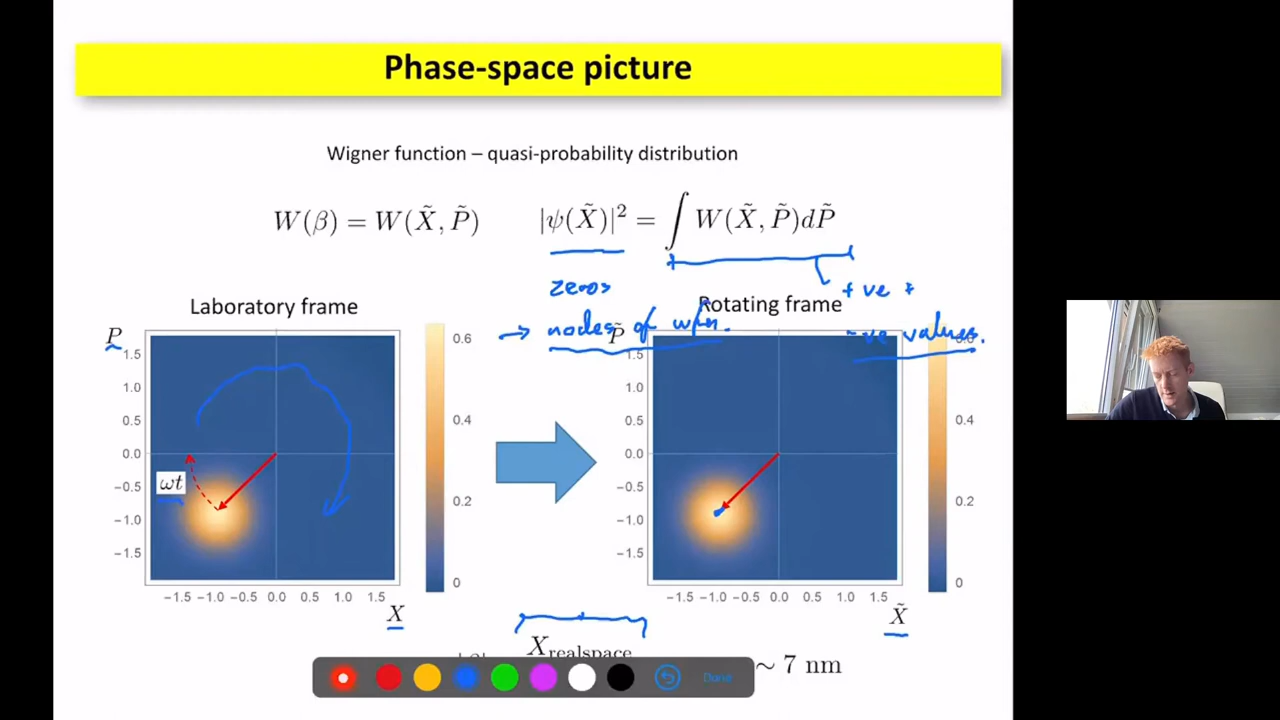 Phase-space picture
Wigner function – quasi-probability distribution
W(β) = W(X̃, P̃)
|ψ(X̃)|² = ∫ W(X̃, P̃)dP̃
zeros
+ve +
→ nodes of wfn.
-ve values.
Laboratory frame
Rotating frame
P
1.5
1.0
0.5
0.0
−0.5
−1.0
−1.5
ωt
−1.5 −1.0 −0.5 0.0 0.5 1.0 1.5
X
0.6
0.4
0.2
0
P̃
1.5
1.0
0.5
0.0
−0.5
−1.0
−1.5
−1.5 −1.0 −0.5 0.0 0.5 1.0 1.5
X̃
0.4
0.2
0
X realspace
∼ 7 nm
Done